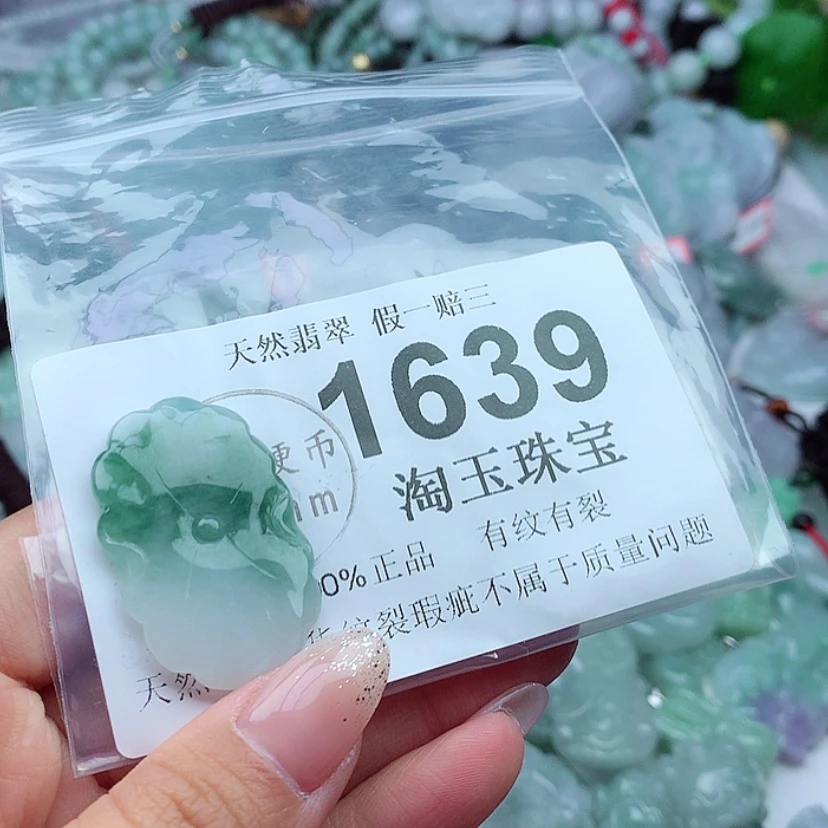 天然翡翠 假一赔三
1639
硬币
mm
淘玉珠宝
0%正品 有纹有裂
纹裂瑕疵不属于质量问题
天然